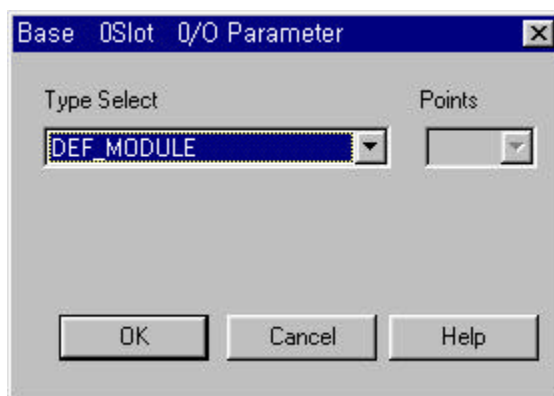 Base 0Slot 0/O Parameter
Type Select Points
DEF_MODULE
OK Cancel Help